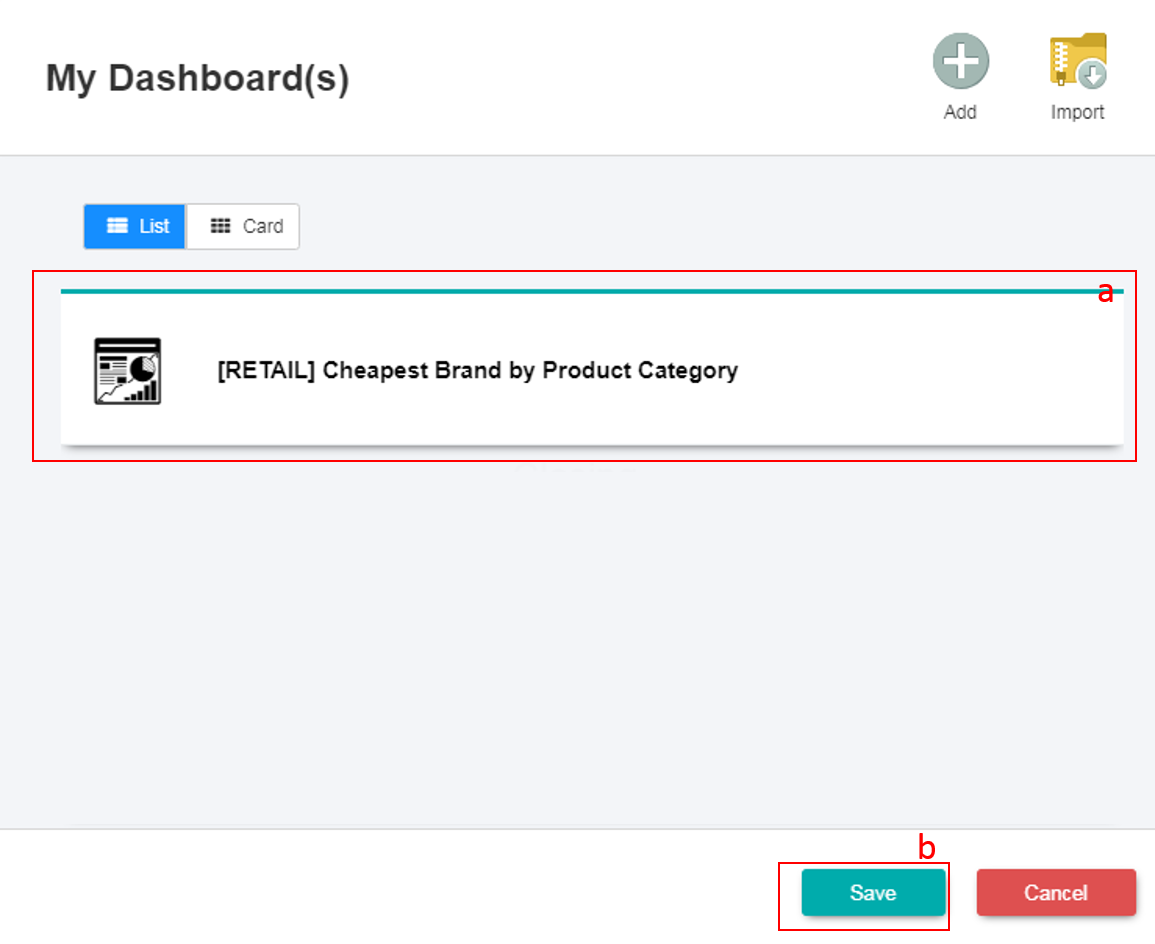 My Dashboard(s)
Add
Import
List
Card
a
[RETAIL] Cheapest Brand by Product Category
b
Save
Cancel